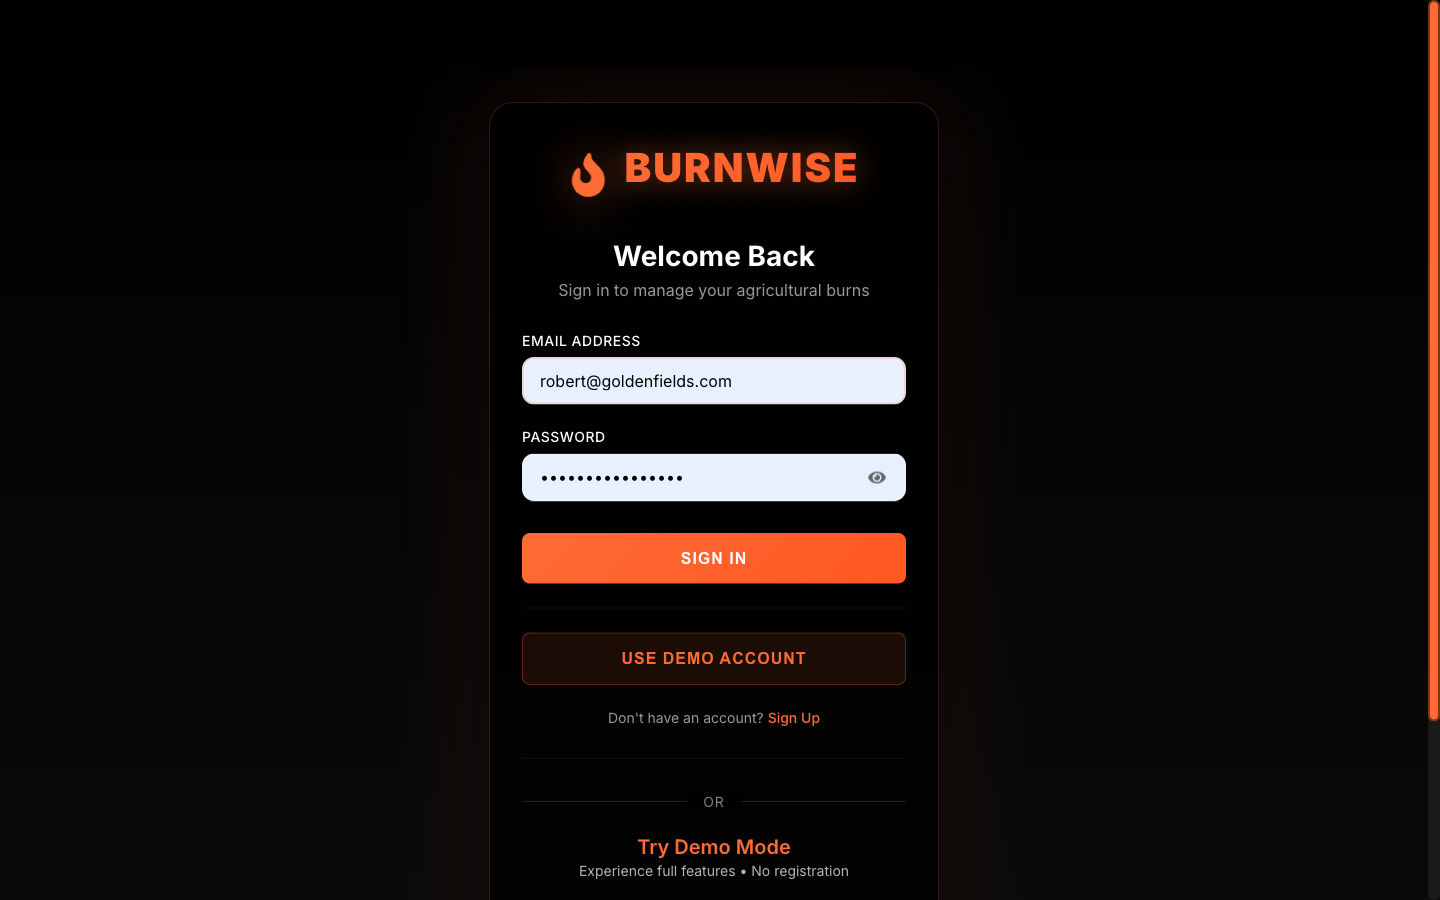 BURNWISE
Welcome Back
Sign in to manage your agricultural burns
EMAIL ADDRESS
robert@goldenfields.com
PASSWORD
••••••••••••••••
SIGN IN
USE DEMO ACCOUNT
Don't have an account? Sign Up
OR
Try Demo Mode
Experience full features • No registration